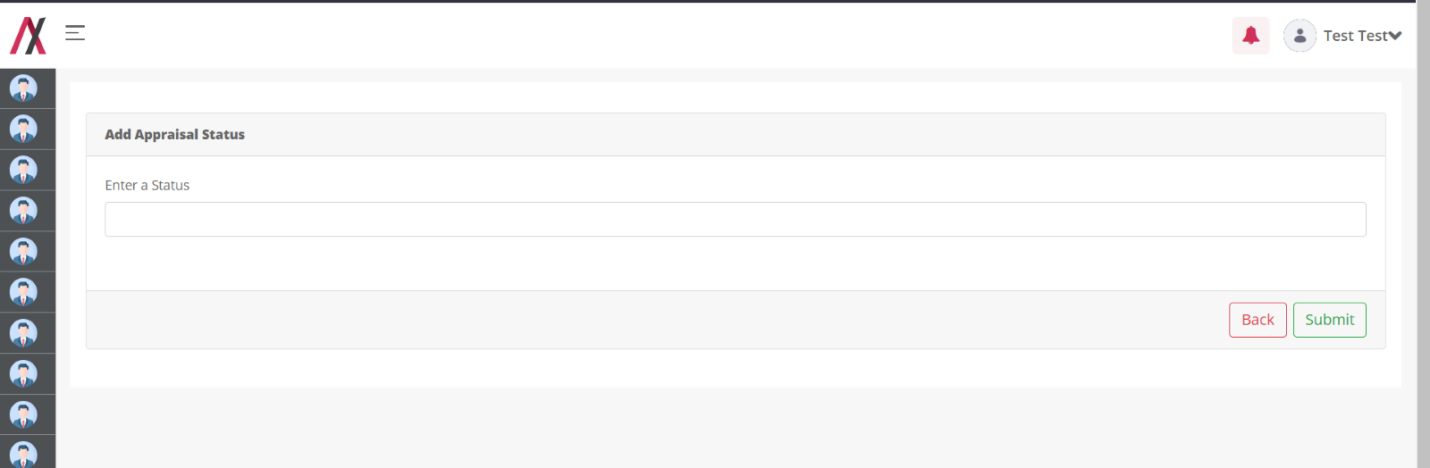 Test Test
Add Appraisal Status
Enter a Status
Back
Submit